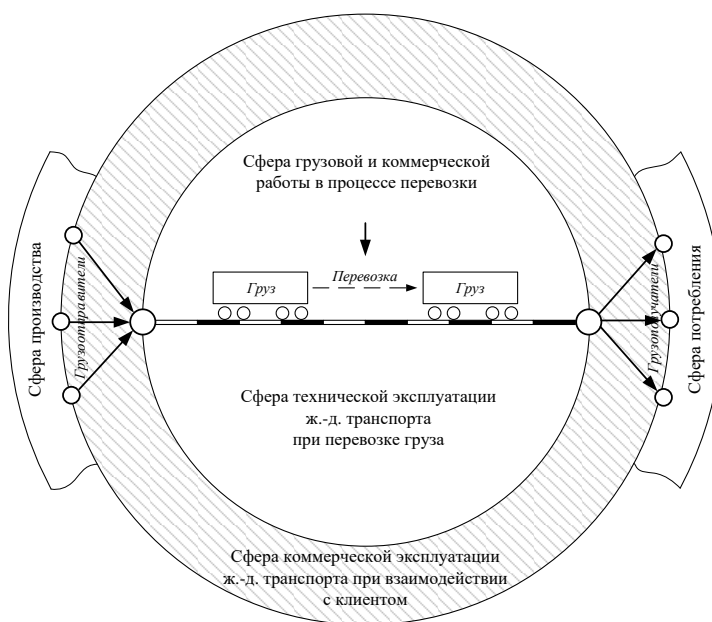 Сфера грузовой и коммерческой
работы в процессе перевозки
Груз
Перевозка
Груз
Сфера производства
Грузоотправатели
Грузополучатели
Сфера потребления
Сфера технической эксплуатации
ж.-д. транспорта
при перевозке груза
Сфера коммерческой эксплуатации
ж.-д. транспорта при взаимодействии
с клиентом